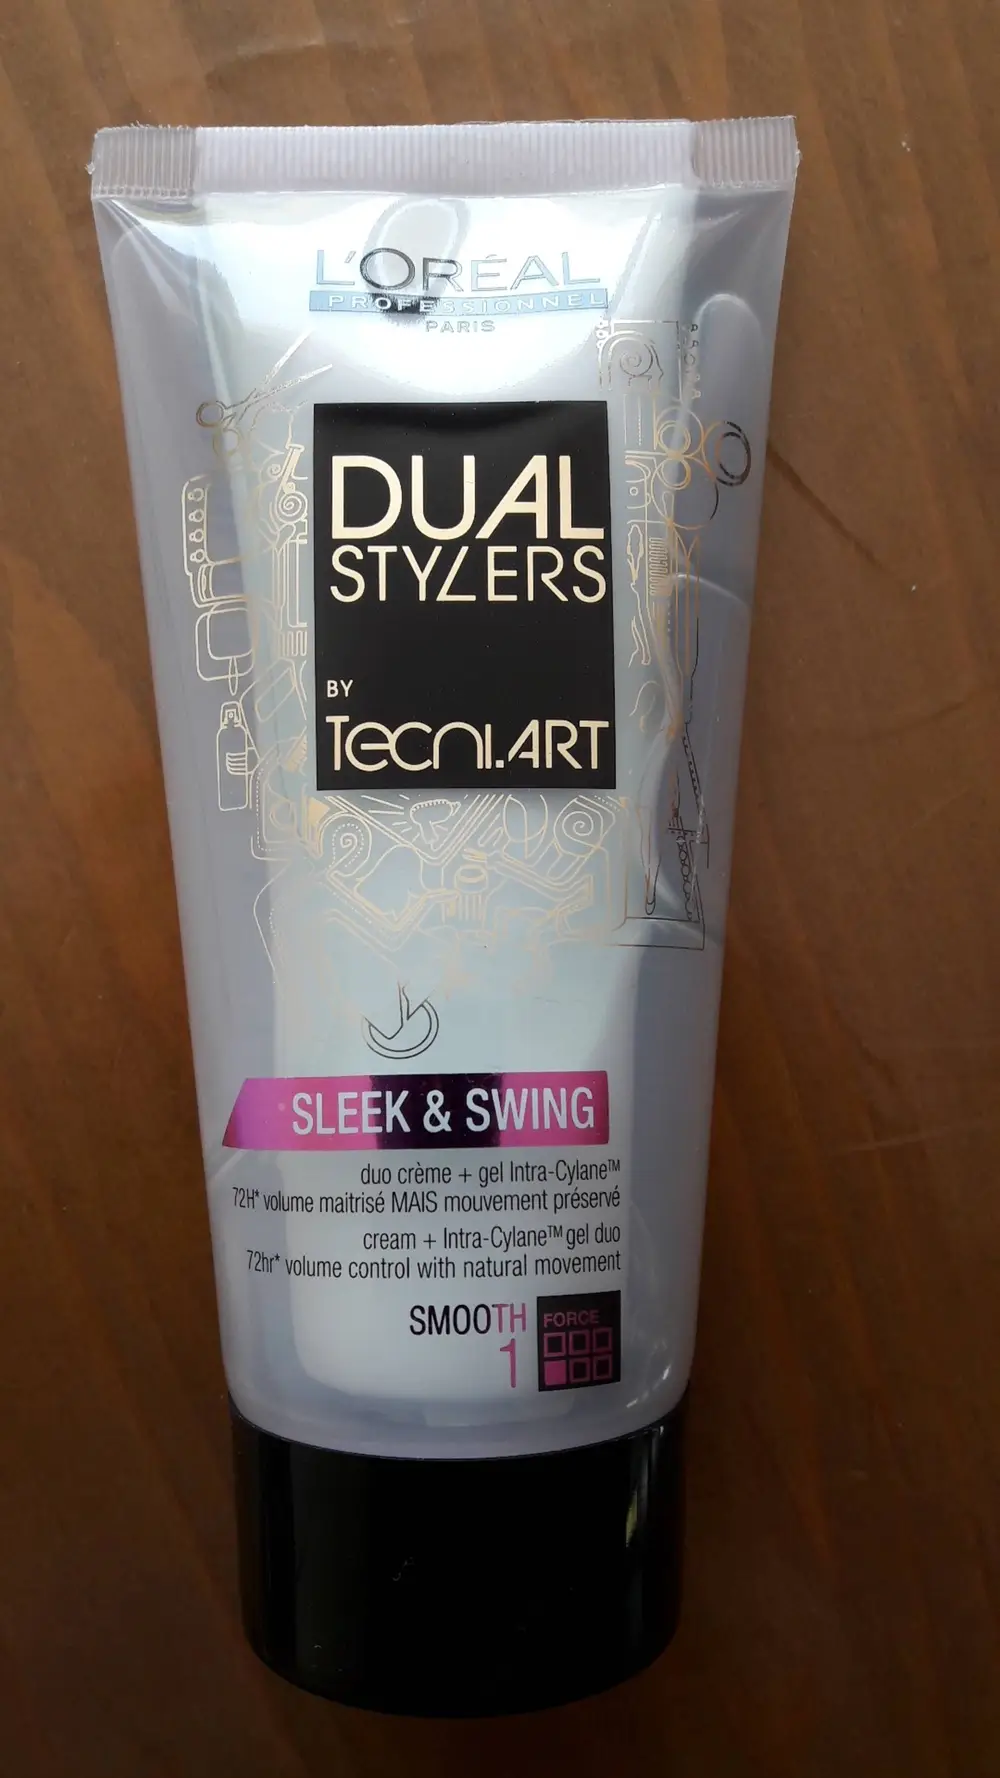 L'ORÉAL
PROFESSIONNEL
PARIS
DUAL
STYLERS
BY
TECNI.ART
SLEEK & SWING
duo crème + gel Intra-Cylane™
72H* volume maitrisé MAIS mouvement préservé
cream + Intra-Cylane™ gel duo
72hr* volume control with natural movement
SMOOTH
1
FORCE